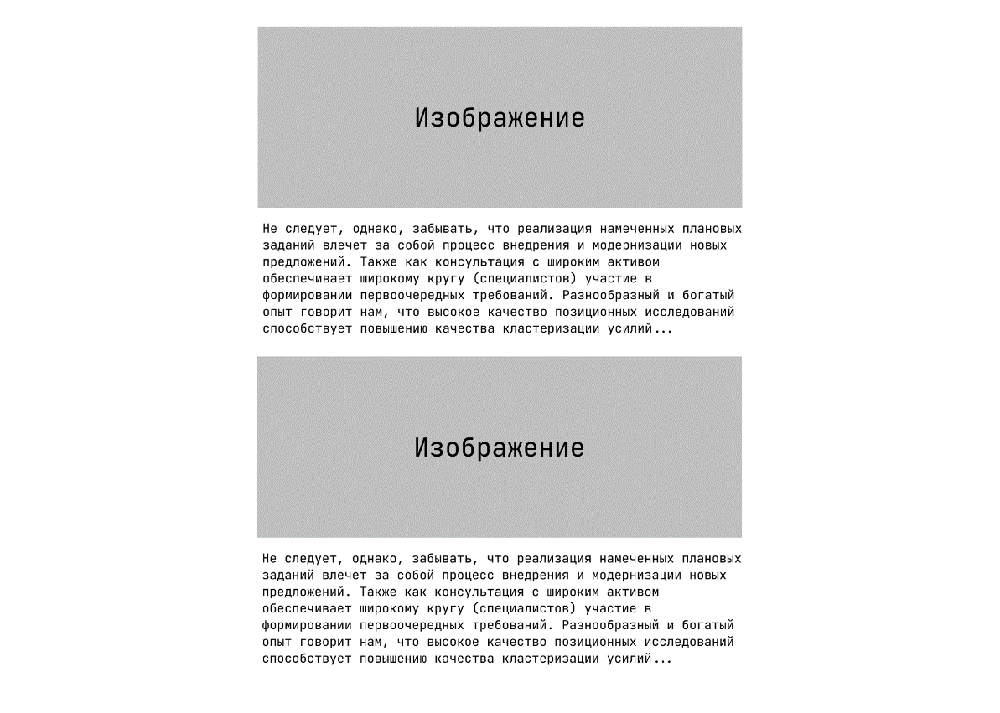 Изображение
Не следует, однако, забывать, что реализация намеченных плановых
заданий влечет за собой процесс внедрения и модернизации новых
предложений. Также как консультация с широким активом
обеспечивает широкому кругу (специалистов) участие в
формировании первоочередных требований. Разнообразный и богатый
опыт говорит нам, что высокое качество позиционных исследований
способствует повышению качества кластеризации усилий...
Изображение
Не следует, однако, забывать, что реализация намеченных плановых
заданий влечет за собой процесс внедрения и модернизации новых
предложений. Также как консультация с широким активом
обеспечивает широкому кругу (специалистов) участие в
формировании первоочередных требований. Разнообразный и богатый
опыт говорит нам, что высокое качество позиционных исследований
способствует повышению качества кластеризации усилий...